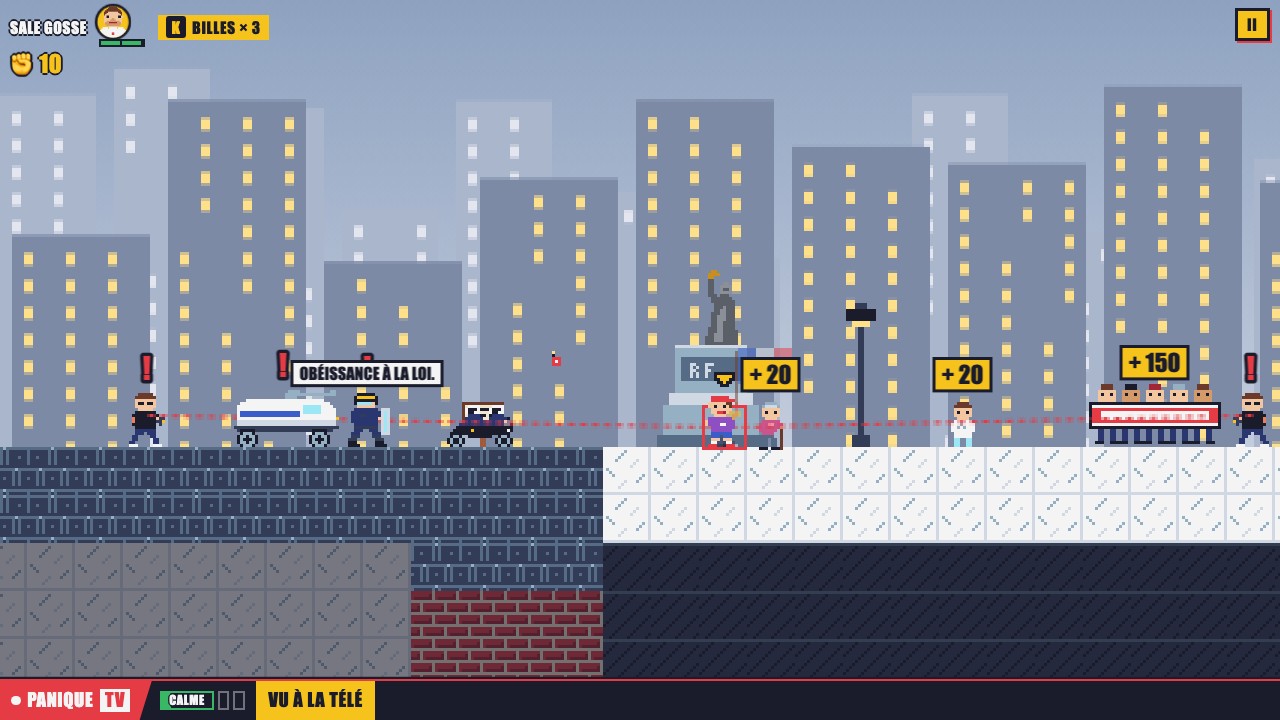 SALE GOSSE
K BILLES × 3
10
!
!
!
OBÉISSANCE À LA LOI.
RF
+ 20
+ 20
+ 150
!
PANIQUE TV
CALME
VU À LA TÉLÉ